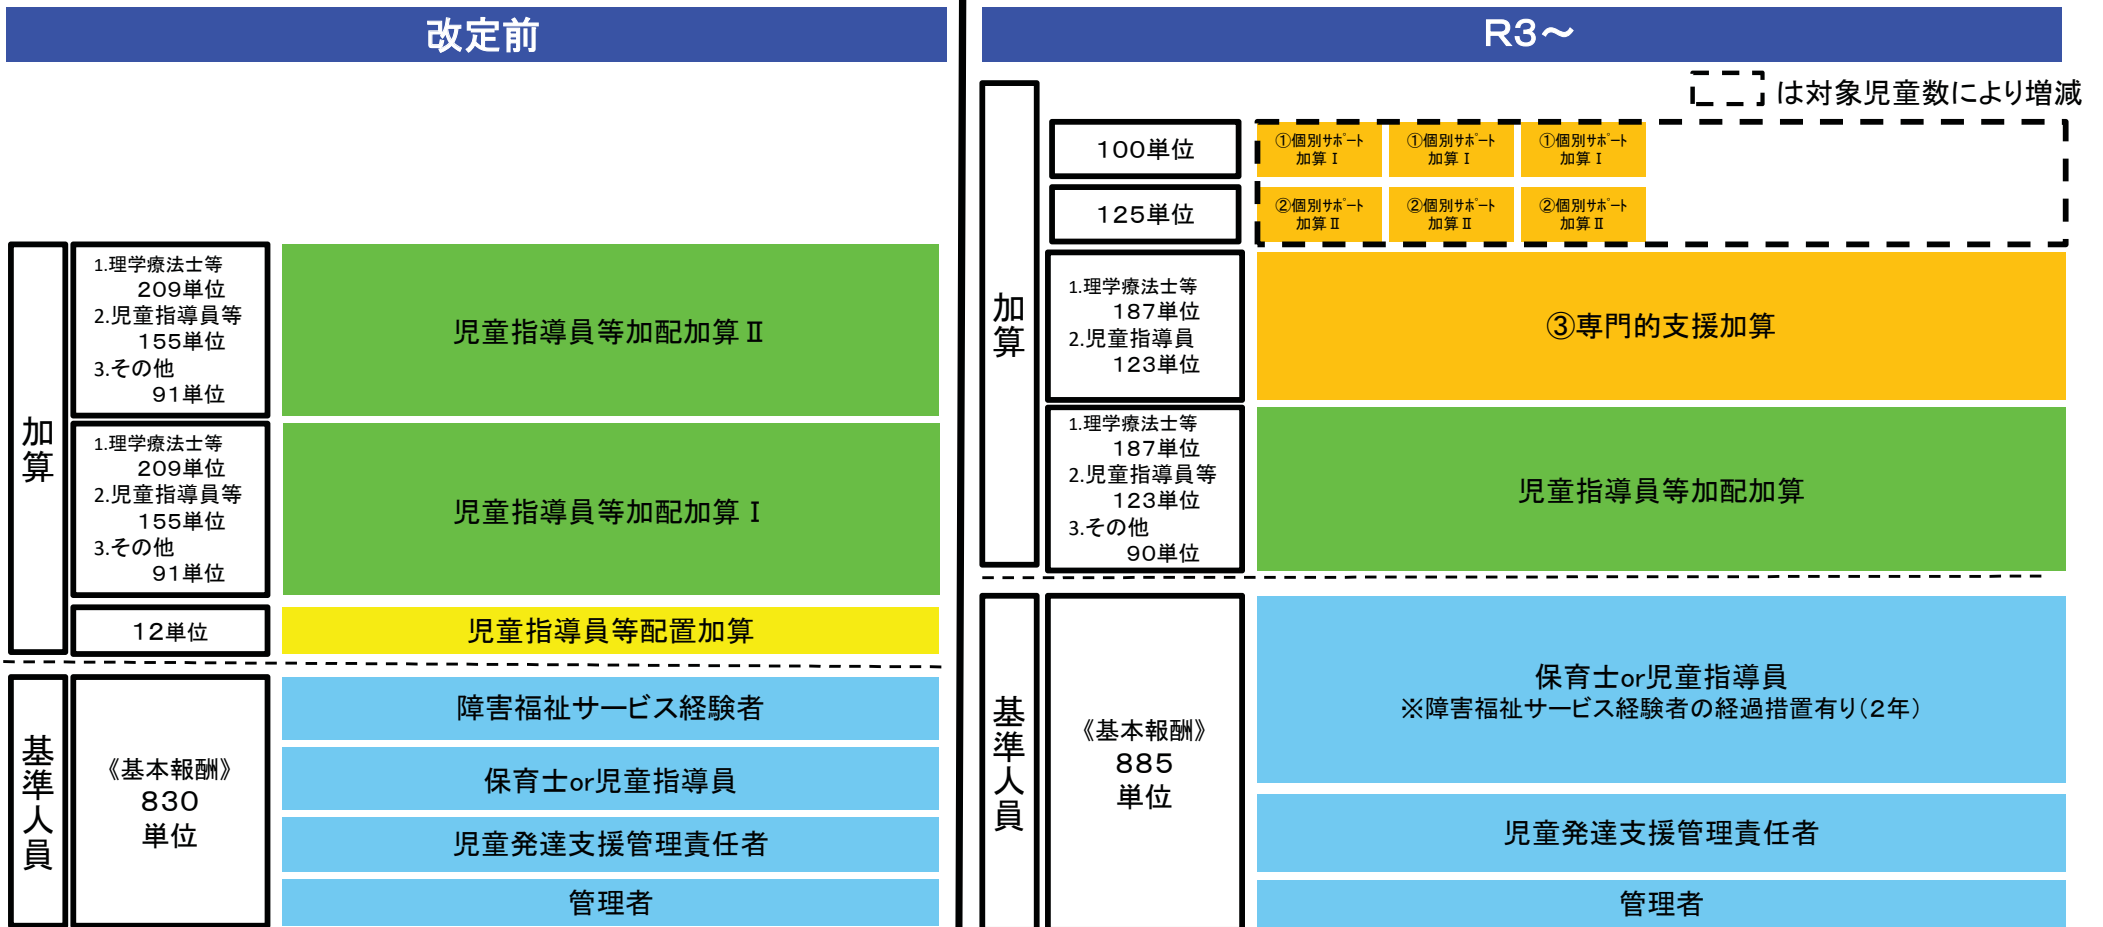 改定前
加算
1.理学療法士等
209単位
2.児童指導員等
155単位
3.その他
91単位
児童指導員等加配加算Ⅱ
1.理学療法士等
209単位
2.児童指導員等
155単位
3.その他
91単位
児童指導員等加配加算Ⅰ
12単位
児童指導員等配置加算
基準人員
《基本報酬》
830
単位
障害福祉サービス経験者
保育士or児童指導員
児童発達支援管理責任者
管理者
R3～
は対象児童数により増減
加算
100単位
①個別ｻﾎﾟｰﾄ
加算Ⅰ
①個別ｻﾎﾟｰﾄ
加算Ⅰ
①個別ｻﾎﾟｰﾄ
加算Ⅰ
125単位
②個別ｻﾎﾟｰﾄ
加算Ⅱ
②個別ｻﾎﾟｰﾄ
加算Ⅱ
②個別ｻﾎﾟｰﾄ
加算Ⅱ
1.理学療法士等
187単位
2.児童指導員
123単位
③専門的支援加算
1.理学療法士等
187単位
2.児童指導員等
123単位
3.その他
90単位
児童指導員等加配加算
基準人員
《基本報酬》
885
単位
保育士or児童指導員
※障害福祉サービス経験者の経過措置有り(2年)
児童発達支援管理責任者
管理者